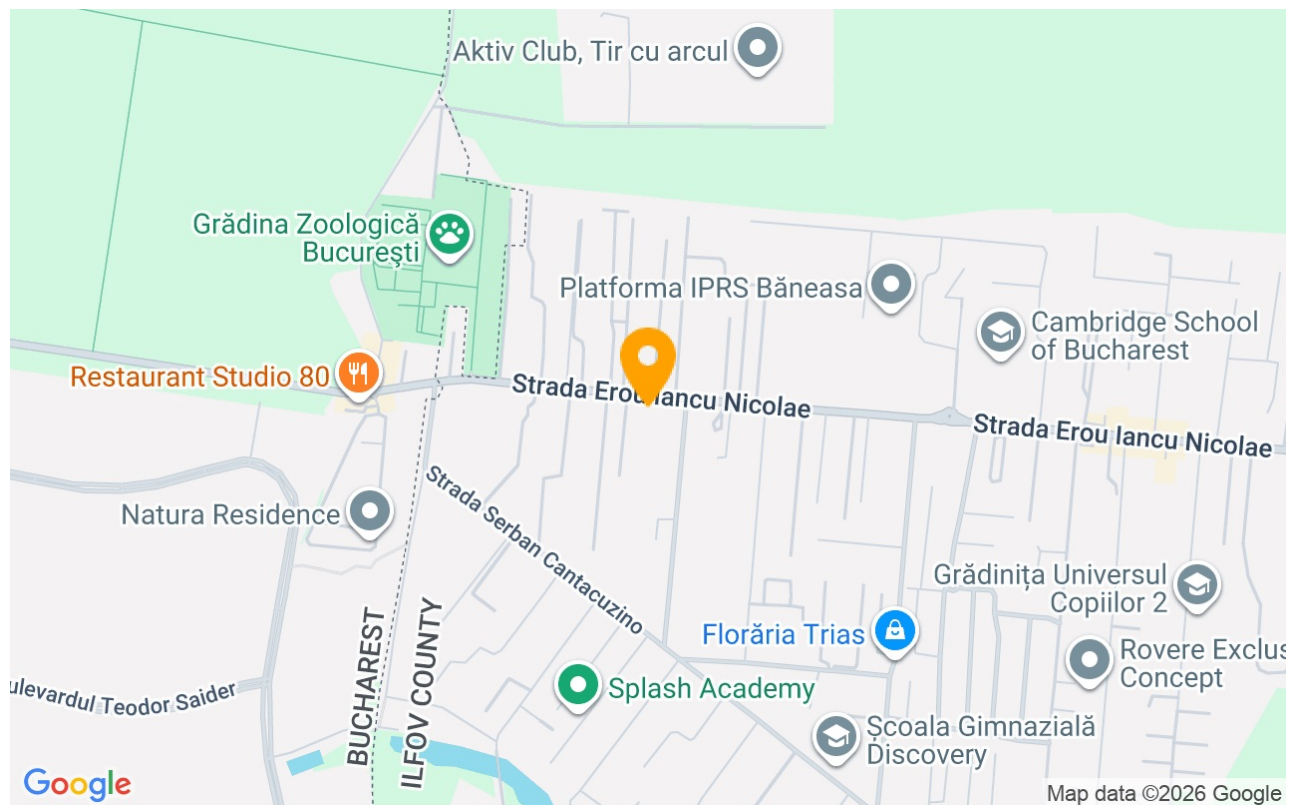 Aktiv Club, Tir cu arcul
Grădina Zoologică
București
Platforma IPRS Băneasa
Cambridge School
of Bucharest
Restaurant Studio 80
Strada Erou Iancu Nicolae
Strada Erou Iancu Nicolae
Natura Residence
Strada Serban Cantacuzino
Grădinița Universul
Copiilor 2
BUCHAREST
ILFOV COUNTY
Florăria Trias
Rovere Exclus
Concept
ulevardul Teodor Saider
Splash Academy
Școala Gimnazială
Discovery
Google
Map data ©2026 Google